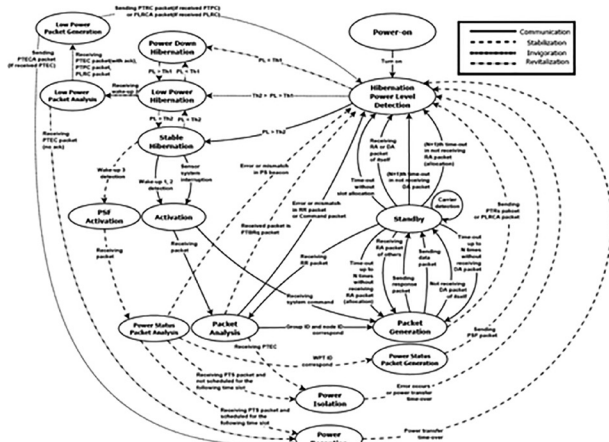 Sending PTRC packet(if received PTPC)
or PLRCA packet(if received PLRC)
Low Power
Packet Generation
Power-on
Communication
Stabilization
Invigoration
Revitalization
Sending
PTECA packet
(if received PTEC)
Receiving
PTEC packet(with ack),
PTPC packet,
PLRC packet
Power Down
Hibernation
PL < Th1
Turn on
PL < Th1
PL > Th1
Hibernation
Power Level
Detection
Low Power
Packet Analysis
Receiving
wake-up
Low Power
Hibernation
Th2 > PL > Th1
PL < Th2
PL > Th2
PL > Th2
Receiving
PTEC packet
(no ack)
Stable
Hibernation
Wake-up 3
detection
Wake-up 1, 2
detection
Sensor
system
interruption
Error or mismatch
in PS beacon
Receiving
RA or DA
packet
of itself
(N+1)th time-out
in not receiving
DA packet
(N+1)th time-out
in not receiving
RA packet
(allocation)
Time-out
without
slot allocation
Carrier
detection
Sending
PTRs packet
or PLRCA packet
PSF
Activation
Activation
Error or mismatch
in RR packet
or Command packet
Standby
Received packet is
PTBRq packet
Receiving
packet
Receiving
packet
Receiving
RR packet
Receiving
RA packet
of others
Sending
data
packet
Time-out
up to
N times
without
receiving
DA packet
Time-out
up to
N times
without
receiving
RA packet
(allocation)
Sending
response
packet
Not receiving
DA packet
of itself
Receiving
system command
Power Status
Packet Analysis
Packet
Analysis
Group ID and node ID
correspond
Packet
Generation
Sending
PSF packet
Receiving PTEC
WPT ID
correspond
Power Status
Packet Generation
Receiving PTS packet and
not scheduled for the
following time slot
Power
Isolation
Error occurs
or power transfer
time-over
Receiving PTS packet and
scheduled for the
following time slot
Power transfer
time-over
Power